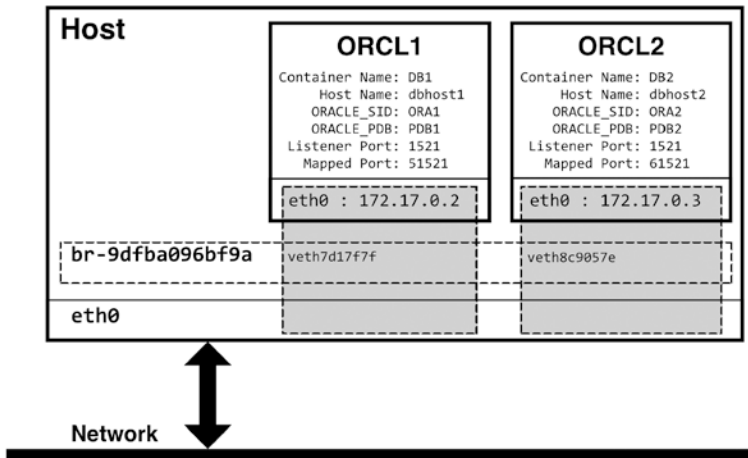 Host
ORCL1
Container Name: DB1
Host Name: dbhost1
ORACLE_SID: ORA1
ORACLE_PDB: PDB1
Listener Port: 1521
Mapped Port: 51521
eth0 : 172.17.0.2
ORCL2
Container Name: DB2
Host Name: dbhost2
ORACLE_SID: ORA2
ORACLE_PDB: PDB2
Listener Port: 1521
Mapped Port: 61521
eth0 : 172.17.0.3
br-9dfba096bf9a
veth7d17f7f
veth8c9057e
eth0
Network